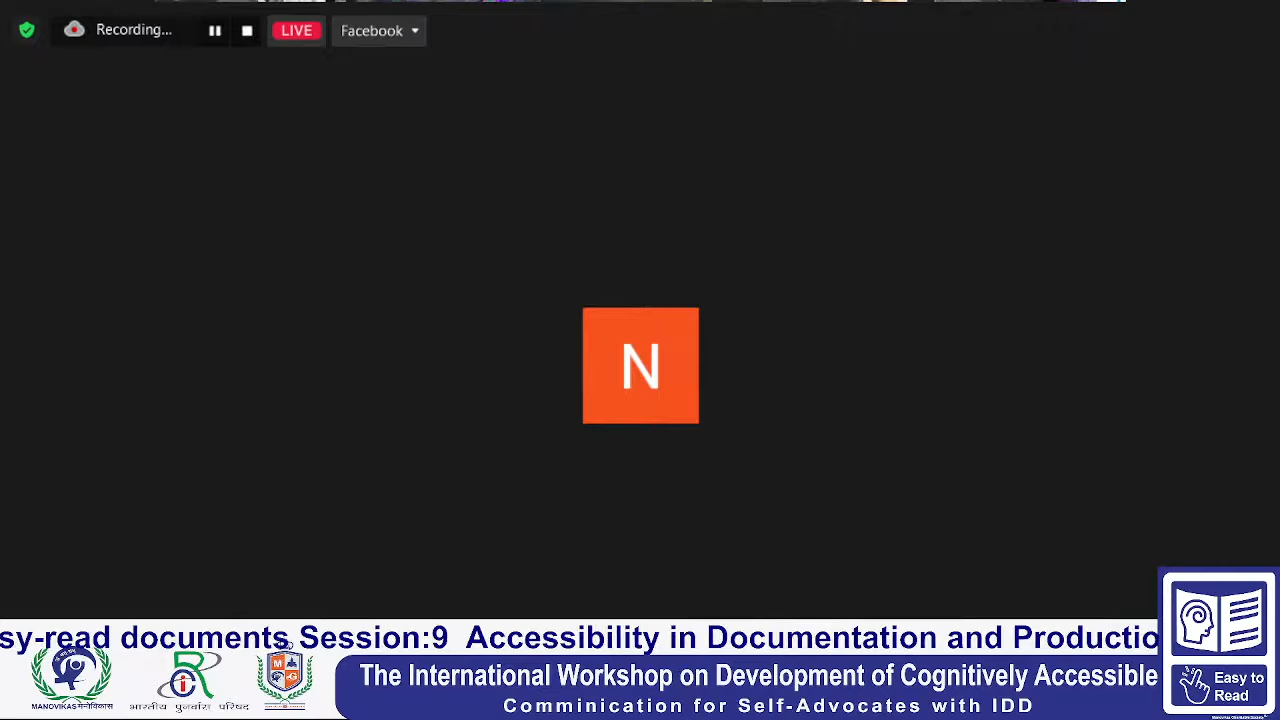 Recording...
LIVE
Facebook
N
sy-read documents Session:9 Accessibility in Documentation and Productio
The International Workshop on Development of Cognitively Accessible
Comminication for Self-Advocates with IDD
MANOVIKAS मनोविकास
भारतीय पुनर्वास परिषद
Easy to
Read